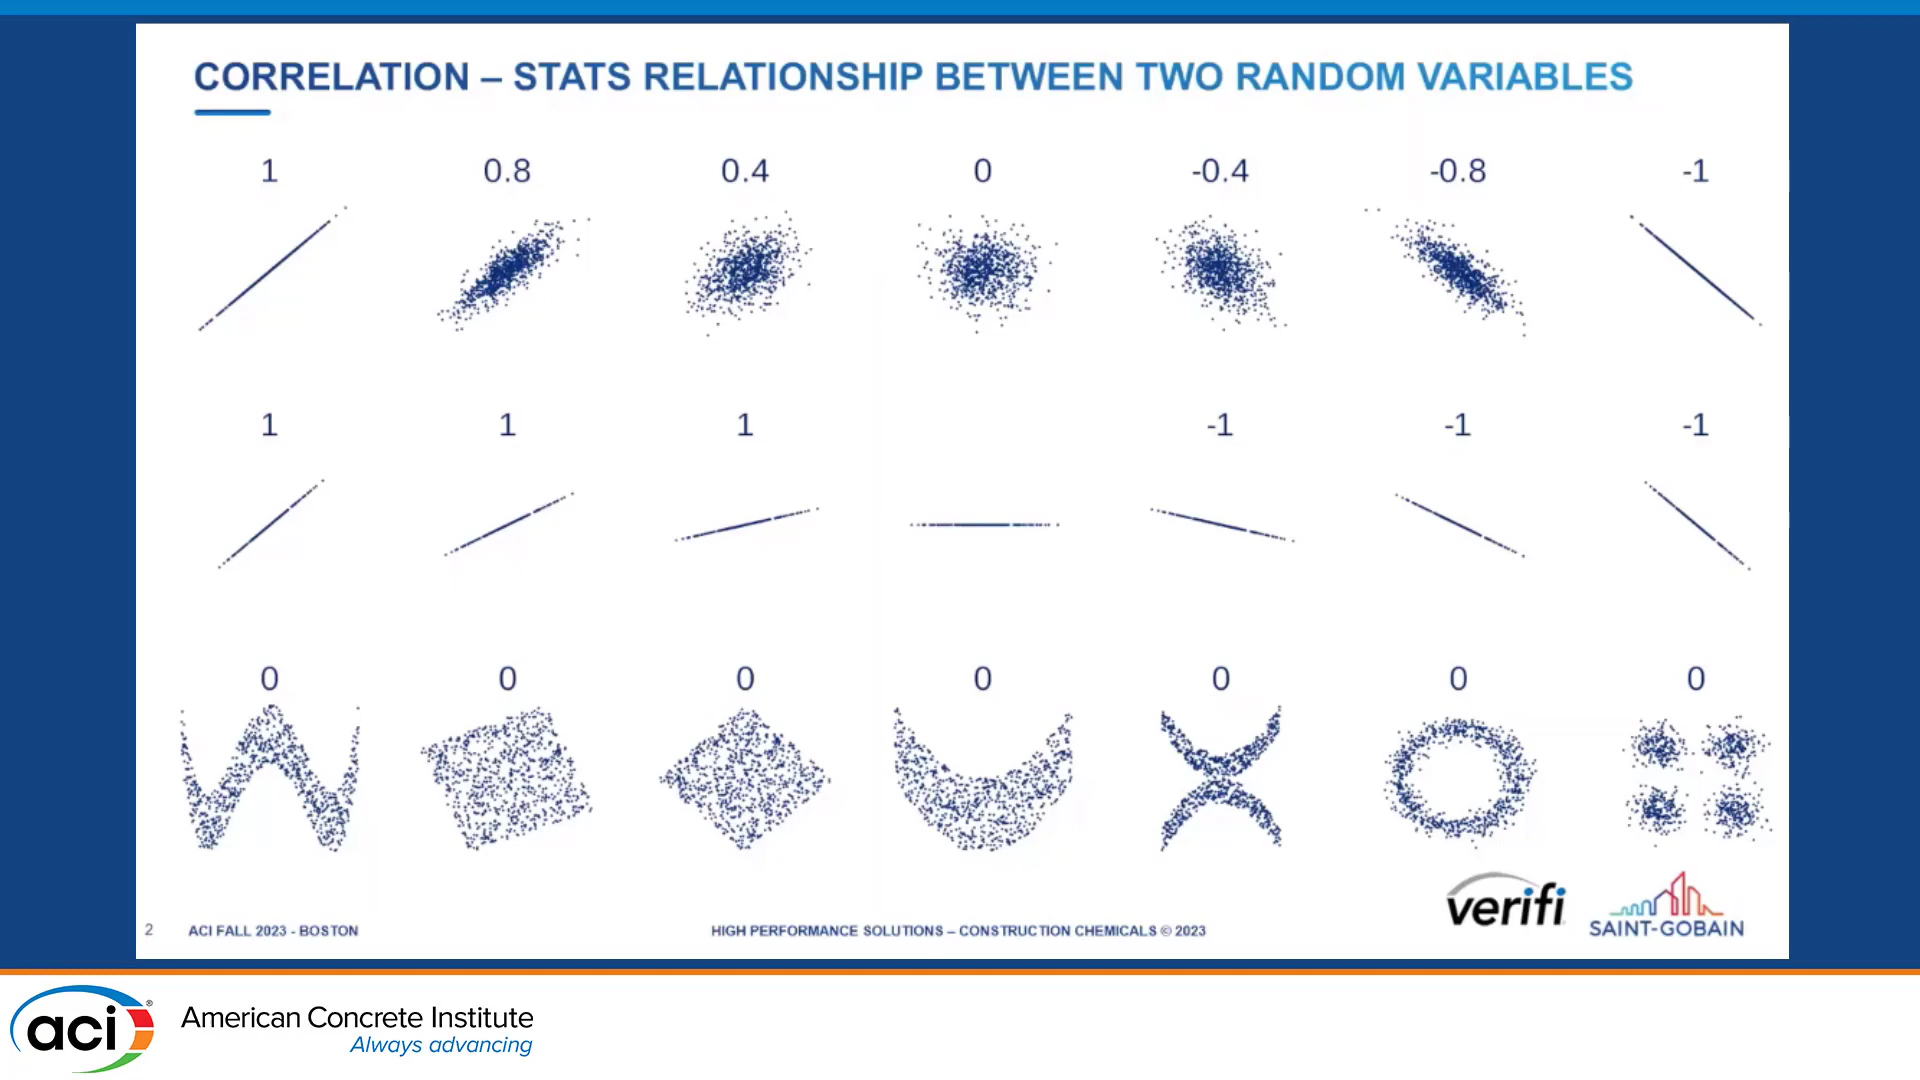 CORRELATION – STATS RELATIONSHIP BETWEEN TWO RANDOM VARIABLES
1 0.8 0.4 0 -0.4 -0.8 -1
1 1 1 -1 -1 -1
0 0 0 0 0 0 0
verifi
SAINT-GOBAIN
2 ACI FALL 2023 - BOSTON HIGH PERFORMANCE SOLUTIONS – CONSTRUCTION CHEMICALS © 2023
aci®
American Concrete Institute
Always advancing